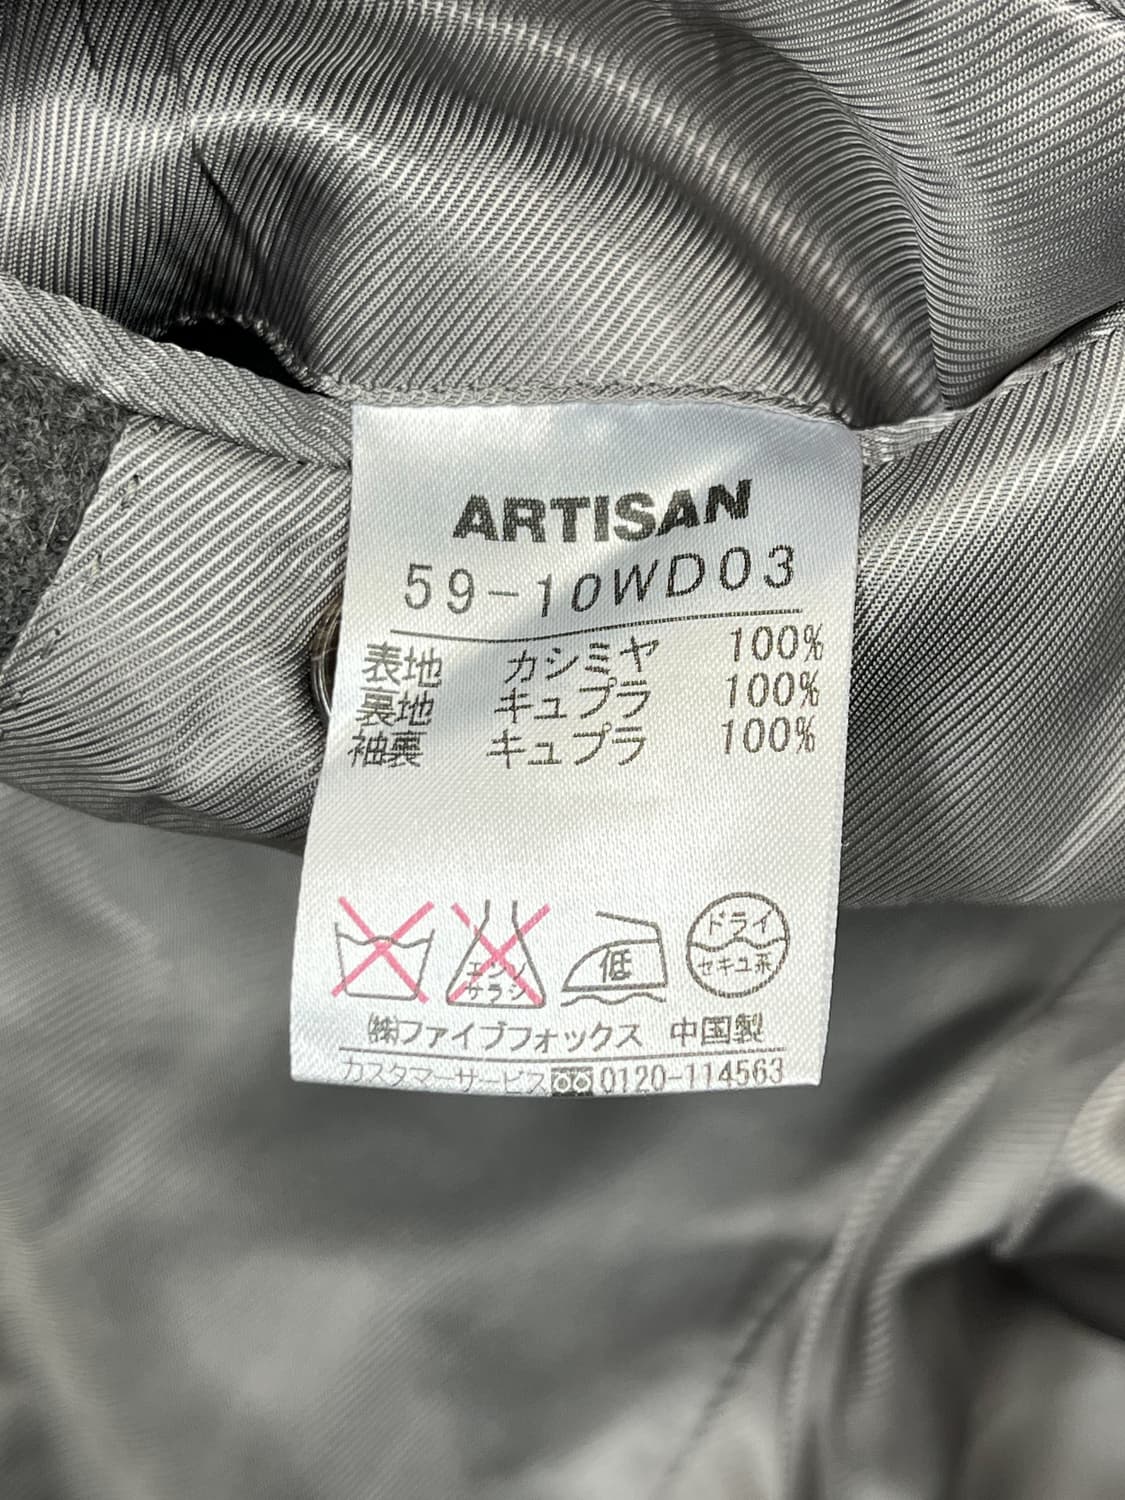 ARTISAN
59-10WD03
表地 カシミヤ 100%
裏地 キュプラ 100%
袖裏 キュプラ 100%
エンソ
サラシ
低
ドライ
セキユ系
㈱ファイブフォックス 中国製
カスタマーサービス 0120-114563